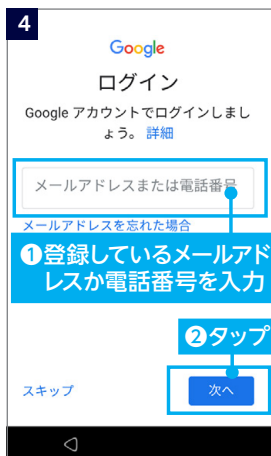 4
Google
ログイン
Google アカウントでログインしまし
ょう。 詳細
メールアドレスまたは電話番号
メールアドレスを忘れた場合
❶登録しているメールアド
レスか電話番号を入力
❷タップ
スキップ
次へ